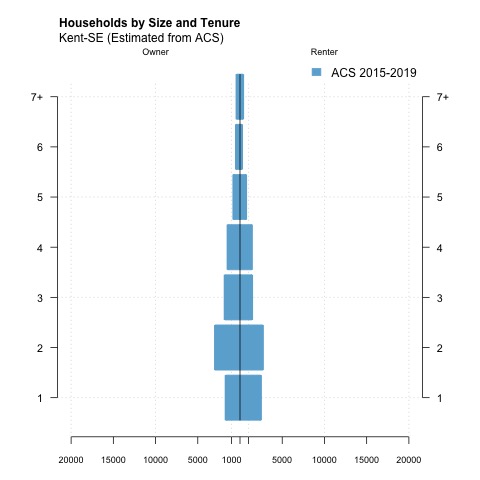 Households by Size and Tenure
Kent-SE (Estimated from ACS)
Owner Renter
ACS 2015-2019
7+ 7+
6 6
5 5
4 4
3 3
2 2
1 1
20000 15000 10000 5000 1000 5000 10000 15000 20000